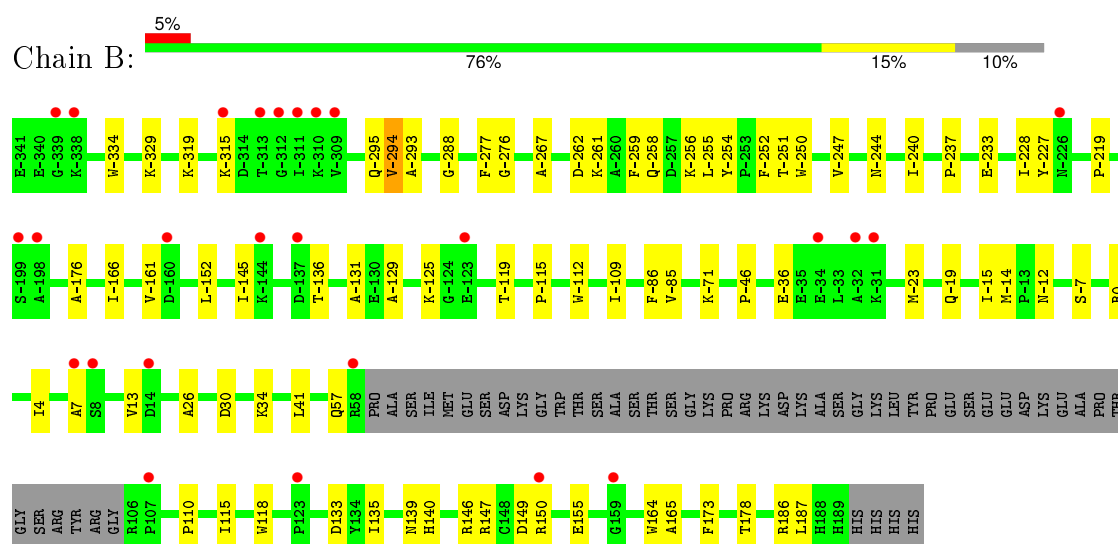 5%
Chain B:
76% 15% 10%
E-341 E-340 G-339 K-338 W-334 K-329 K-319 K-315 D-314 T-313 G-312 I-311 K-310 V-309 Q-295 V-294 A-293 G-288 F-277 G-276 A-267 D-262 K-261 A-260 F-259 Q-258 D-257 K-256 L-255 Y-254 P-253 F-252 T-251 W-250 V-247 N-244 I-240 P-237 E-233 I-228 Y-227 N-226 P-219
S-199 A-198 A-176 I-166 V-161 D-160 L-152 I-145 K-144 D-137 T-136 A-131 E-130 A-129 K-125 G-124 E-123 T-119 P-115 W-112 I-109 F-86 V-85 K-71 P-46 E-36 E-35 E-34 L-33 A-32 K-31 M-23 Q-19 I-15 M-14 P-13 N-12 S-7
I4 A7 S8 V13 D14 A26 D30 K34 L41 Q57 R58 PRO ALA SER ILE MET GLU SER ASP LYS GLY TRP THR SER ALA SER THR SER GLY LYS PRO ARG LYS ASP LYS ALA SER GLY LYS LEU TYR PRO GLU SER GLU GLU ASP LYS GLU ALA PRO THR
GLY SER ARG TYR ARG GLY R106 P107 P110 I115 W118 P123 D133 Y134 I135 N139 H140 R146 R147 C148 D149 R150 E155 G159 W164 A165 F173 T178 R186 L187 H188 H189 HIS HIS HIS HIS